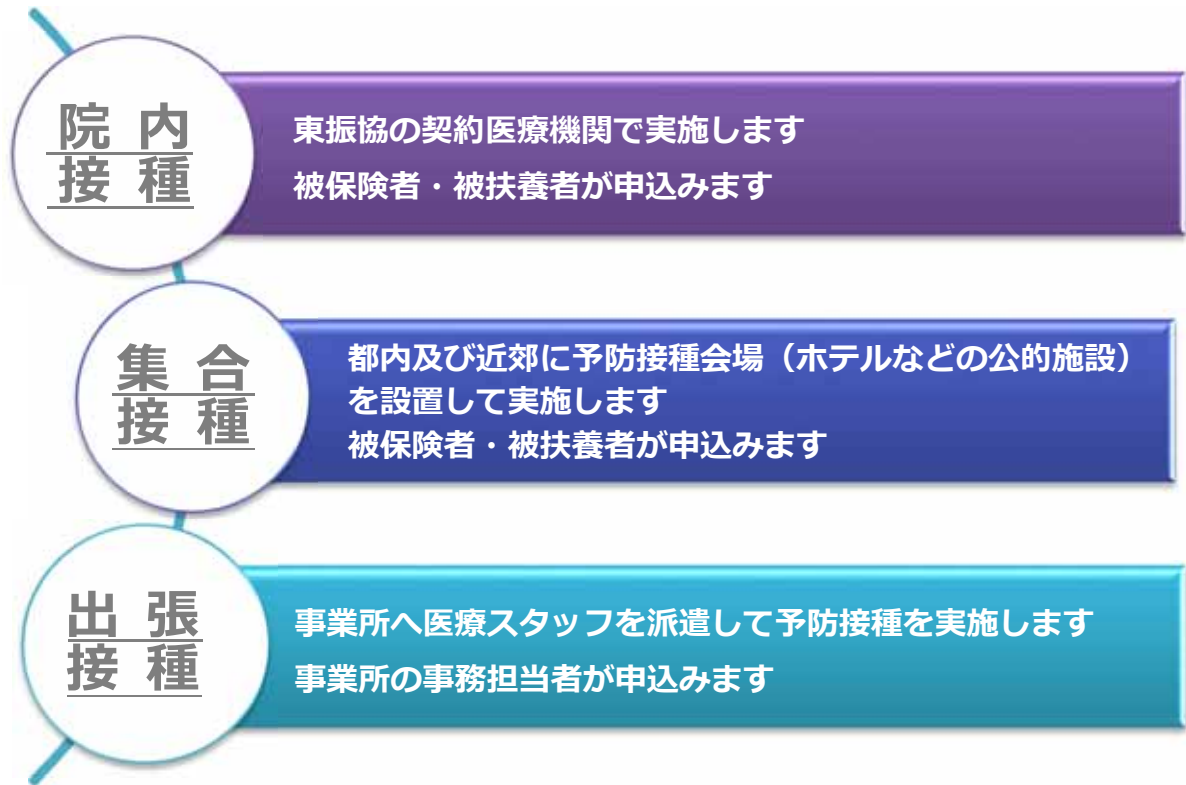 院内
接種
東振協の契約医療機関で実施します
被保険者・被扶養者が申込みます
集合
接種
都内及び近郊に予防接種会場（ホテルなどの公的施設）
を設置して実施します
被保険者・被扶養者が申込みます
出張
接種
事業所へ医療スタッフを派遣して予防接種を実施します
事業所の事務担当者が申込みます